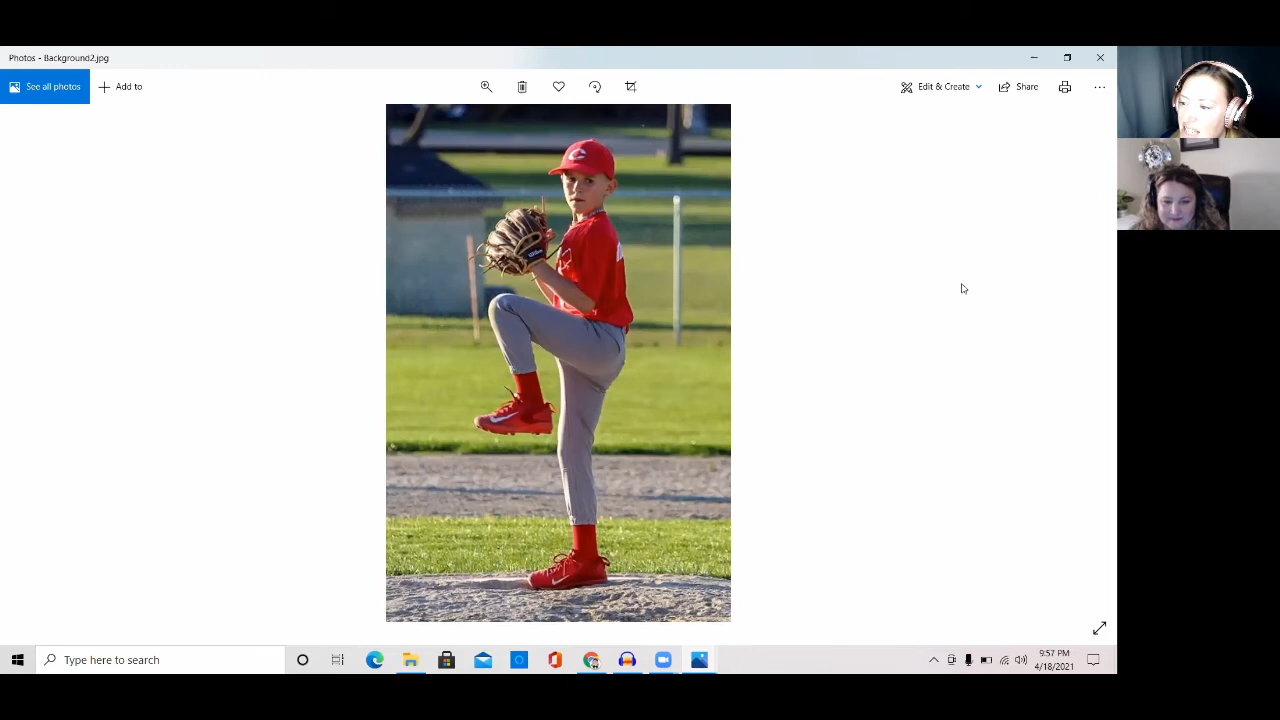 Photos - Background2.jpg
See all photos
Add to
Edit & Create
Share
C
Wilson
Type here to search
9:57 PM
4/18/2021